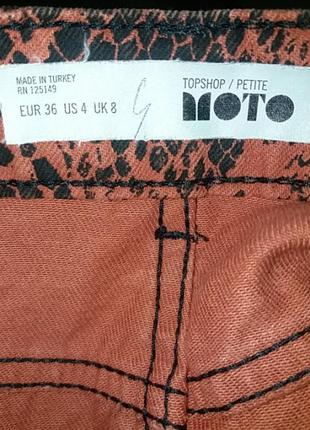 MADE IN TURKEY
RN 125149
EUR 36 US 4 UK 8
TOPSHOP / PETITE
MOTO